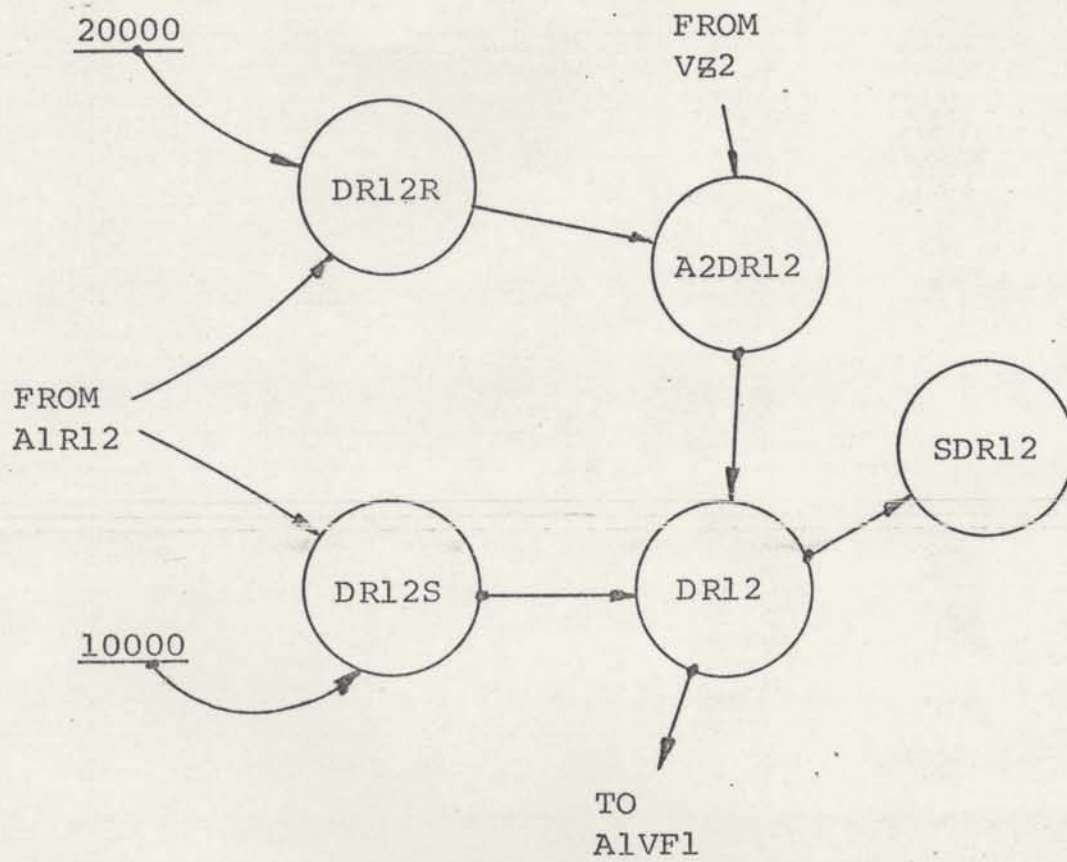 20000
FROM
VZ2
DR12R
A2DR12
FROM
A1R12
SDR12
DR12S
DR12
10000
TO
A1VF1